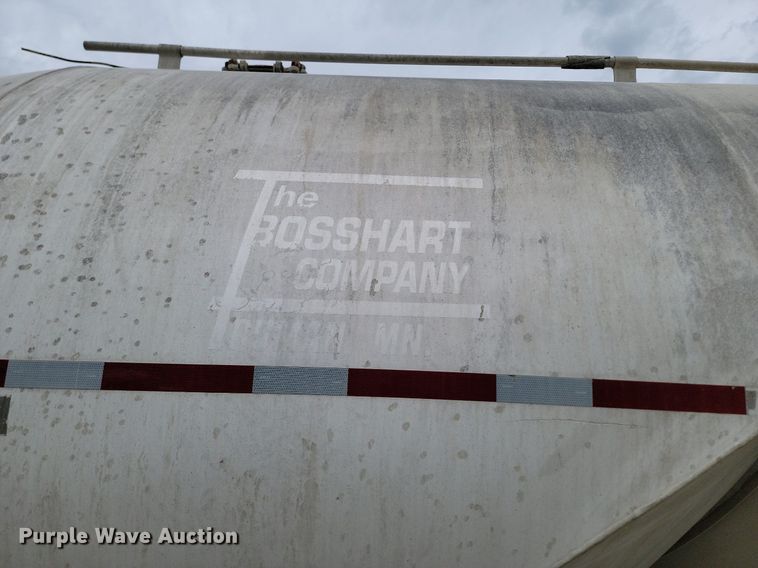 The
BOSSHART
COMPANY
MN
Purple Wave Auction®